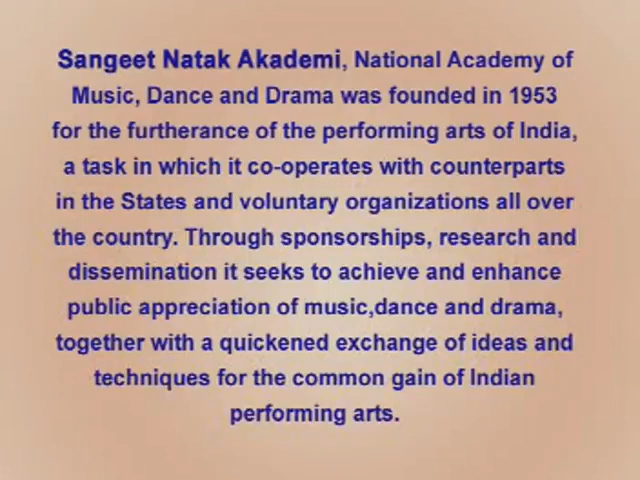 Sangeet Natak Akademi, National Academy of
Music, Dance and Drama was founded in 1953
for the furtherance of the performing arts of India,
a task in which it co-operates with counterparts
in the States and voluntary organizations all over
the country. Through sponsorships, research and
dissemination it seeks to achieve and enhance
public appreciation of music,dance and drama,
together with a quickened exchange of ideas and
techniques for the common gain of Indian
performing arts.